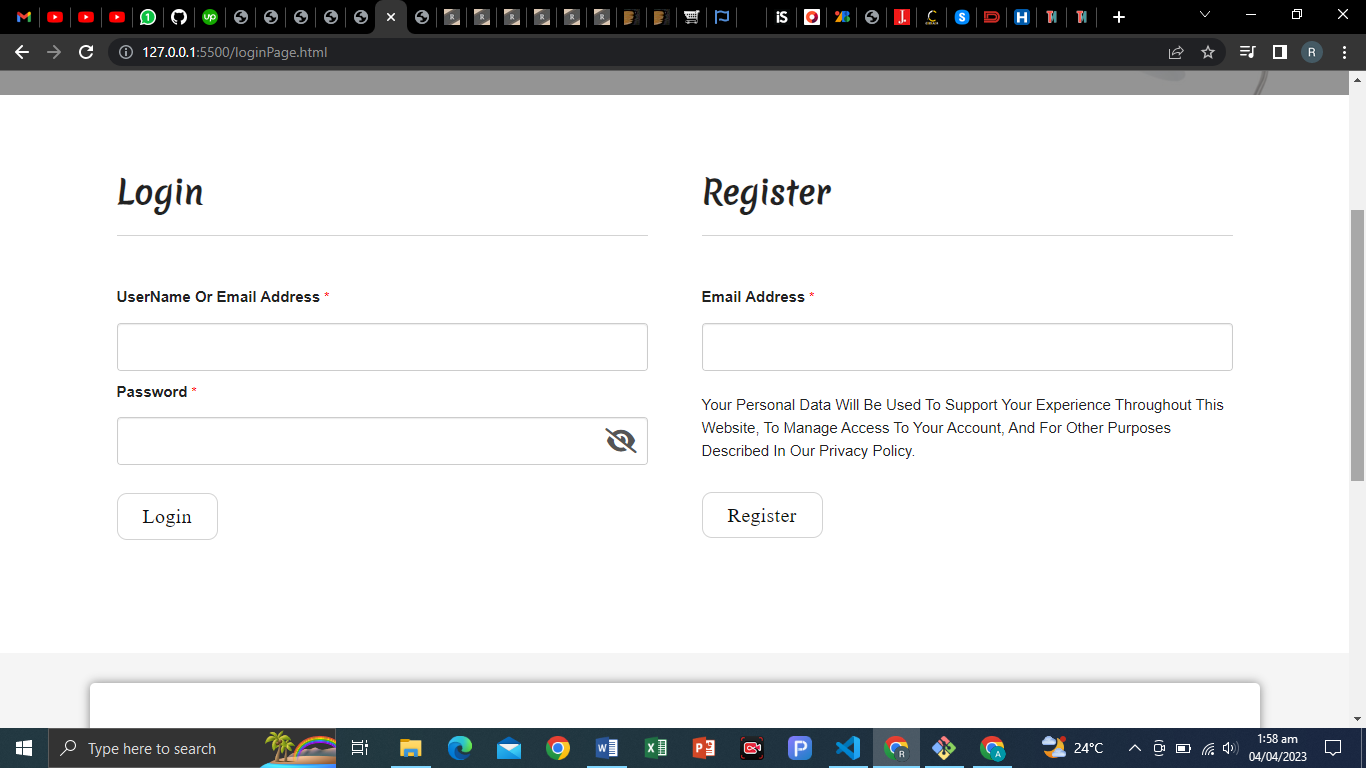 127.0.0.1:5500/loginPage.html
R
Login
Register
UserName Or Email Address *
Email Address *
Password *
Your Personal Data Will Be Used To Support Your Experience Throughout This
Website, To Manage Access To Your Account, And For Other Purposes
Described In Our Privacy Policy.
Login
Register
Type here to search
24°C
1:58 am
04/04/2023